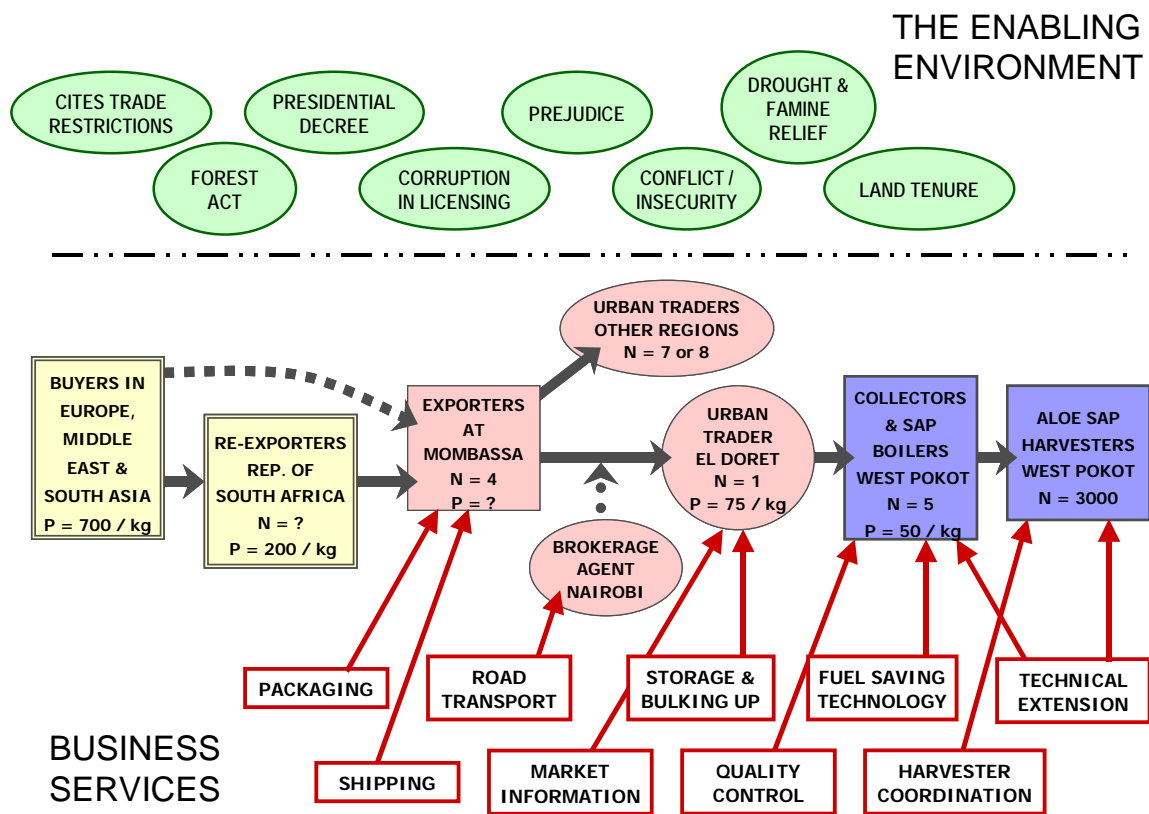 THE ENABLING
ENVIRONMENT
CITES TRADE
RESTRICTIONS
PRESIDENTIAL
DECREE
PREJUDICE
DROUGHT &
FAMINE
RELIEF
FOREST
ACT
CORRUPTION
IN LICENSING
CONFLICT /
INSECURITY
LAND TENURE
BUYERS IN
EUROPE,
MIDDLE
EAST &
SOUTH ASIA
P = 700 / kg
RE-EXPORTERS
REP. OF
SOUTH AFRICA
N = ?
P = 200 / kg
EXPORTERS
AT
MOMBASSA
N = 4
P = ?
URBAN TRADERS
OTHER REGIONS
N = 7 or 8
BROKERAGE
AGENT
NAIROBI
URBAN
TRADER
EL DORET
N = 1
P = 75 / kg
COLLECTORS
& SAP
BOILERS
WEST POKOT
N = 5
P = 50 / kg
ALOE SAP
HARVESTERS
WEST POKOT
N = 3000
PACKAGING
ROAD
TRANSPORT
STORAGE &
BULKING UP
FUEL SAVING
TECHNOLOGY
TECHNICAL
EXTENSION
BUSINESS
SERVICES
SHIPPING
MARKET
INFORMATION
QUALITY
CONTROL
HARVESTER
COORDINATION